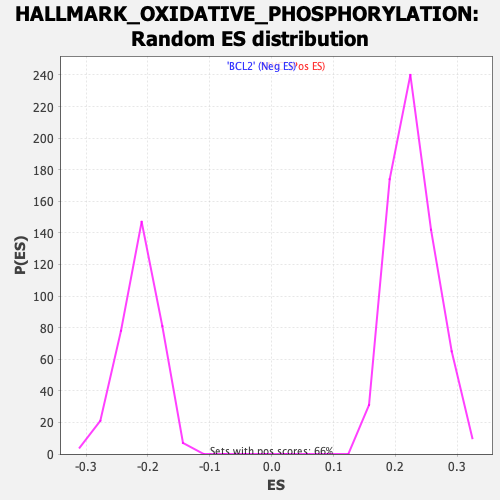 HALLMARK_OXIDATIVE_PHOSPHORYLATION:
Random ES distribution
'BCL2' (Neg ES) os ES)
240
220
200
180
160
140
120
100
80
60
40
20
0
P(ES)
Sets with pos scores: 66%
-0.3 -0.2 -0.1 0.0 0.1 0.2 0.3
ES